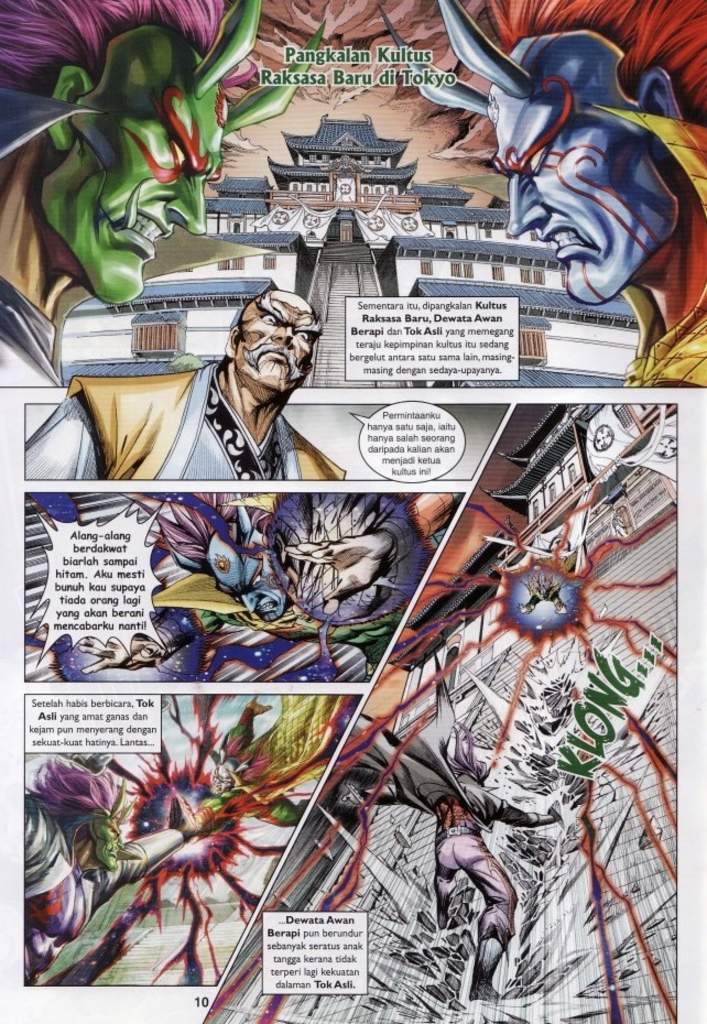 Pangkalan Kultus
Raksasa Baru di Tokyo
Sementara itu, dipangkalan Kultus
Raksasa Baru, Dewata Awan
Berapi dan Tok Asli yang memegang
teraju kepimpinan kultus itu sedang
bergelut antara satu sama lain, masing-
masing dengan sedaya-upayanya.
Permintaanku
hanya satu saja, iaitu
hanya salah seorang
daripada kalian akan
menjadi ketua
kultus ini!
Alang-alang
berdakwat
biarlah sampai
hitam. Aku mesti
bunuh kau supaya
tiada orang lagi
yang akan berani
mencabarku nanti!
Setelah habis berbicara, Tok
Asli yang amat ganas dan
kejam pun menyerang dengan
sekuat-kuat hatinya. Lantas...
KLONG...
...Dewata Awan
Berapi pun berundur
sebanyak seratus anak
tangga kerana tidak
terperi lagi kekuatan
dalaman Tok Asli.
10